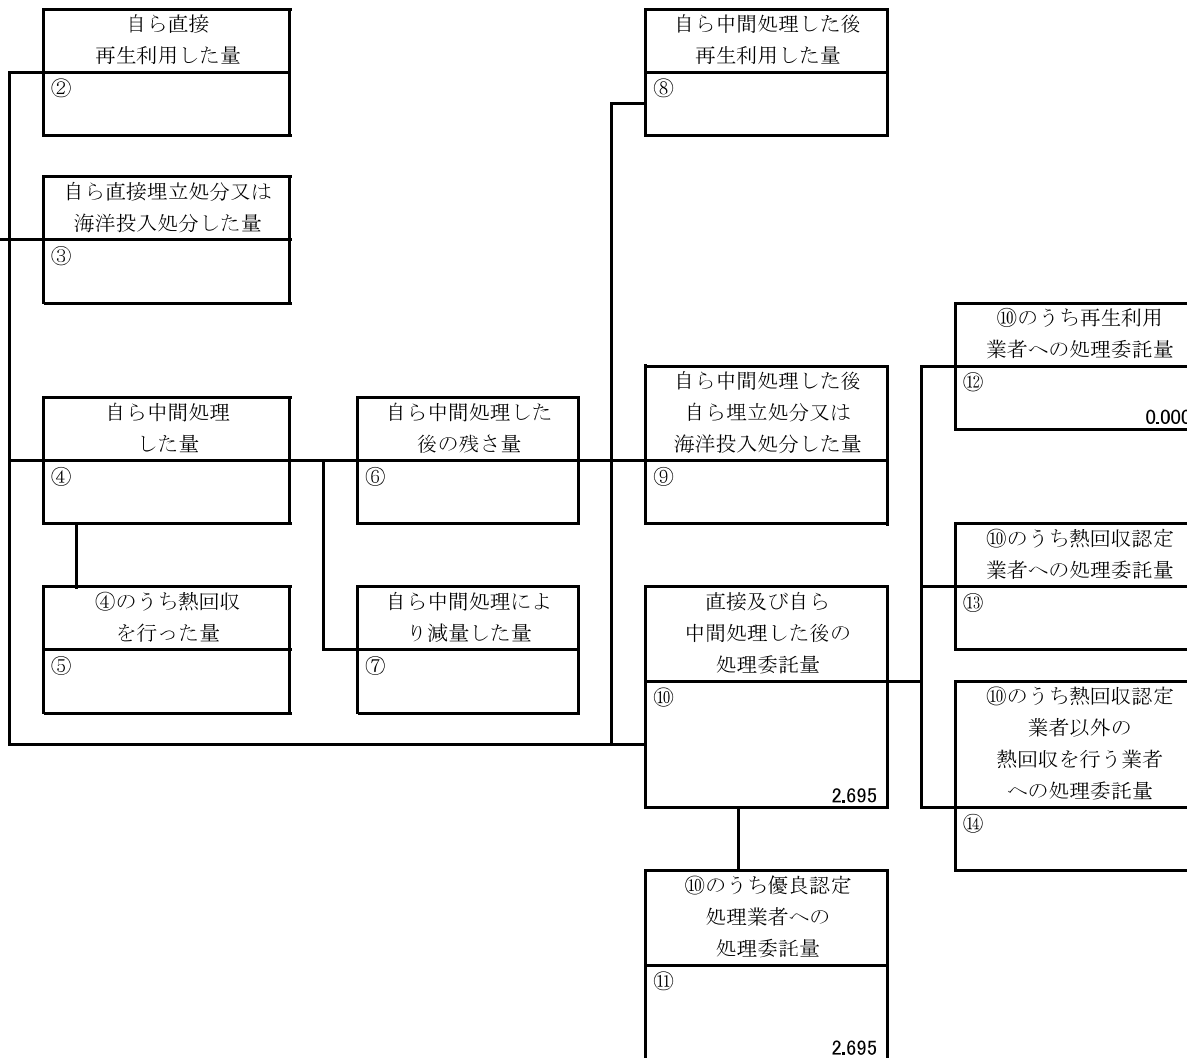 自ら直接
再生利用した量
②
自ら中間処理した後
再生利用した量
⑧
自ら直接埋立処分又は
海洋投入処分した量
③
⑩のうち再生利用
業者への処理委託量
⑫
0.000
自ら中間処理
した量
④
自ら中間処理した
後の残さ量
⑥
自ら中間処理した後
自ら埋立処分又は
海洋投入処分した量
⑨
⑩のうち熱回収認定
業者への処理委託量
⑬
④のうち熱回収
を行った量
⑤
自ら中間処理によ
り減量した量
⑦
直接及び自ら
中間処理した後の
処理委託量
⑩
2.695
⑩のうち熱回収認定
業者以外の
熱回収を行う業者
への処理委託量
⑭
⑩のうち優良認定
処理業者への
処理委託量
⑪
2.695